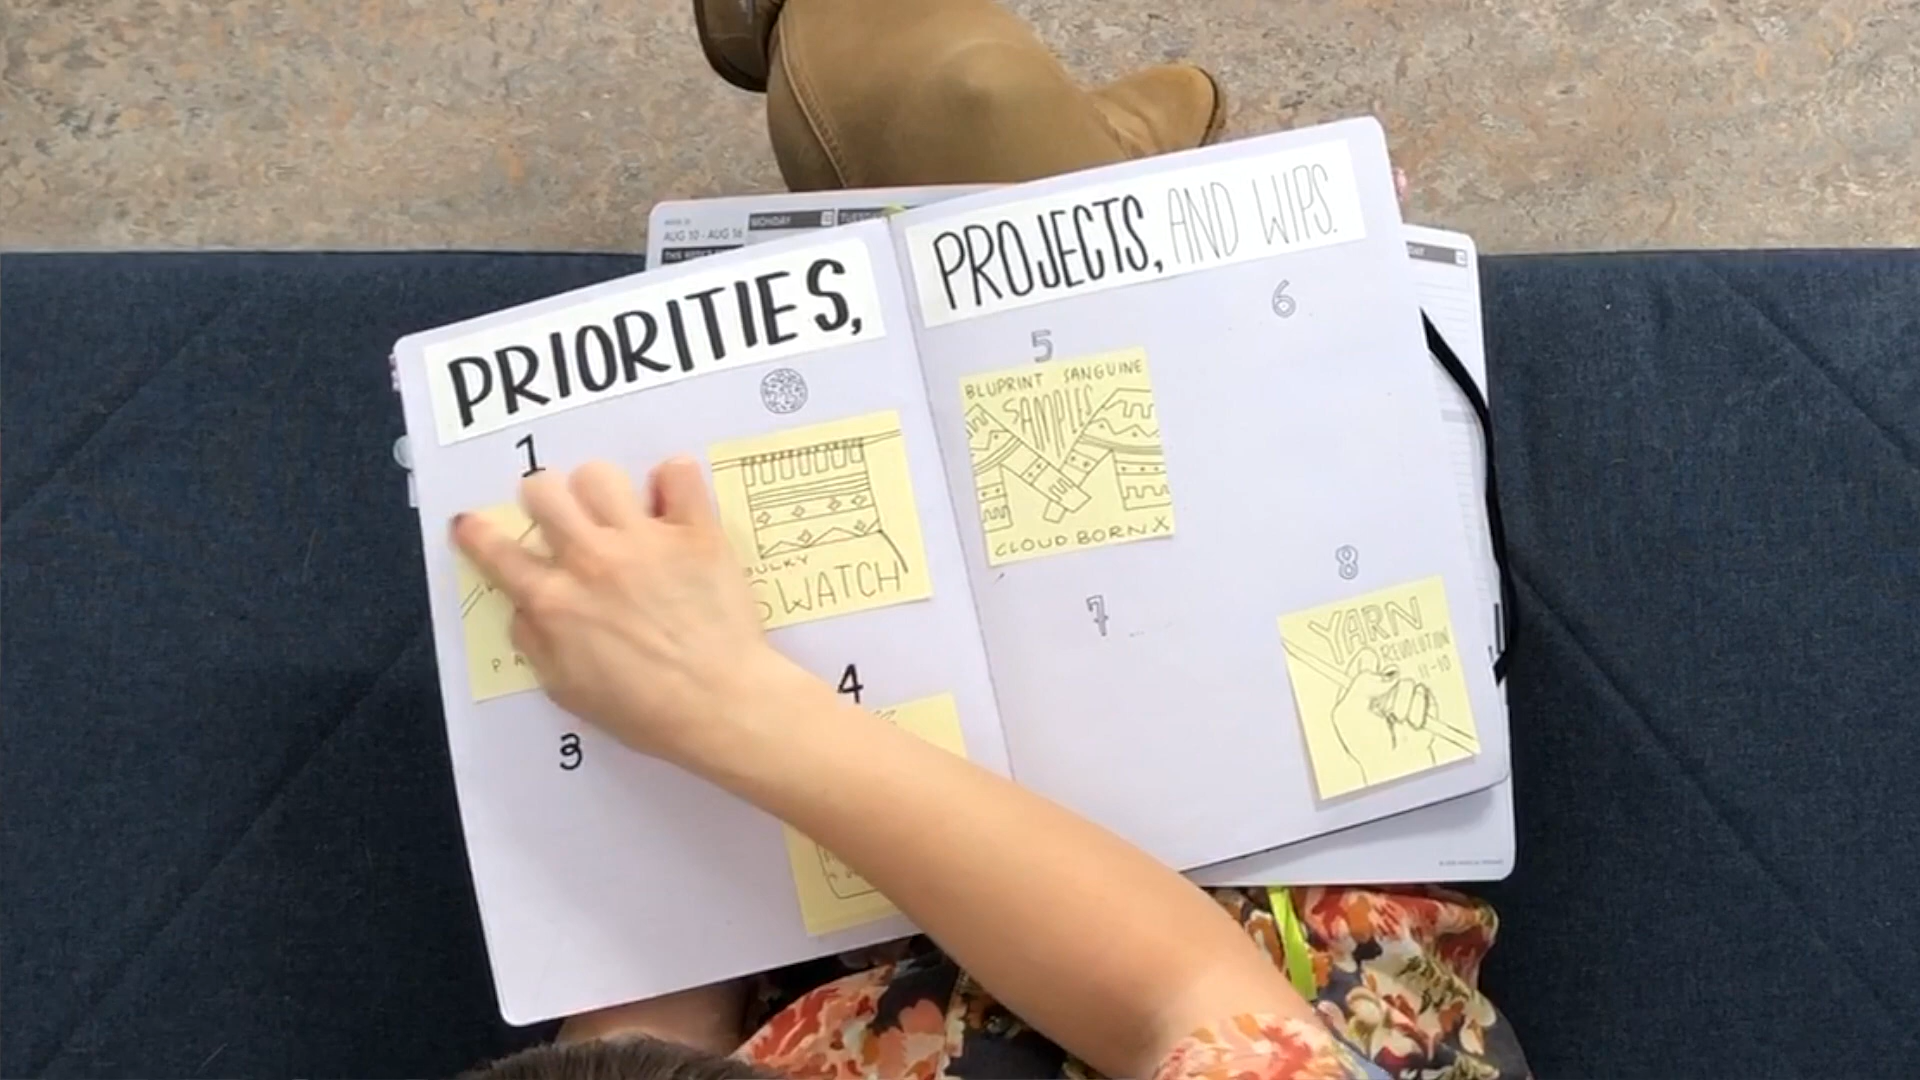 AUG 10 - AUG 16
MONDAY
PRIORITIES,
PROJECTS, AND WIPS.
1
BULKY
SWATCH
3
4
5
BLUPRINT SANGUINE
SAMPLES
CLOUD BORN X
6
7
8
YARN
REVOLUTION
11-10